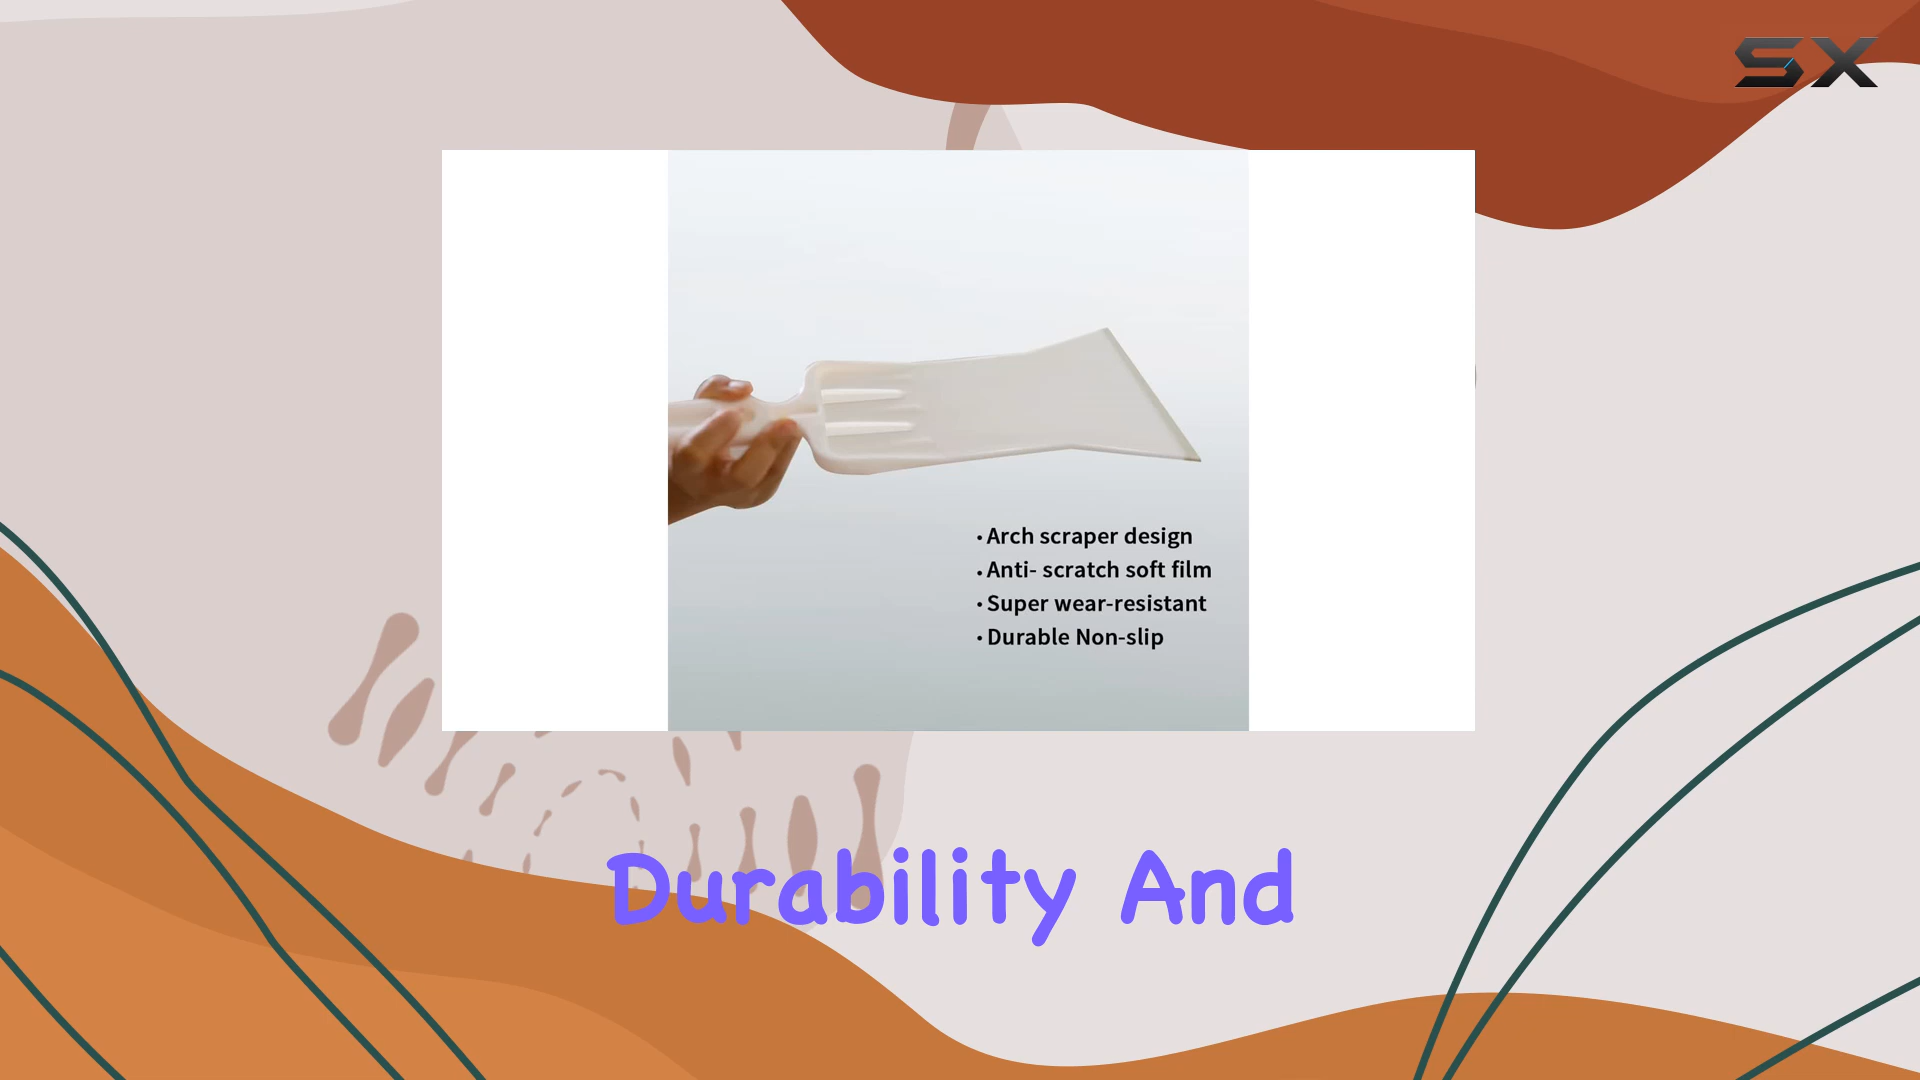 SX
• Arch scraper design
• Anti- scratch soft film
• Super wear-resistant
• Durable Non-slip
Durability And